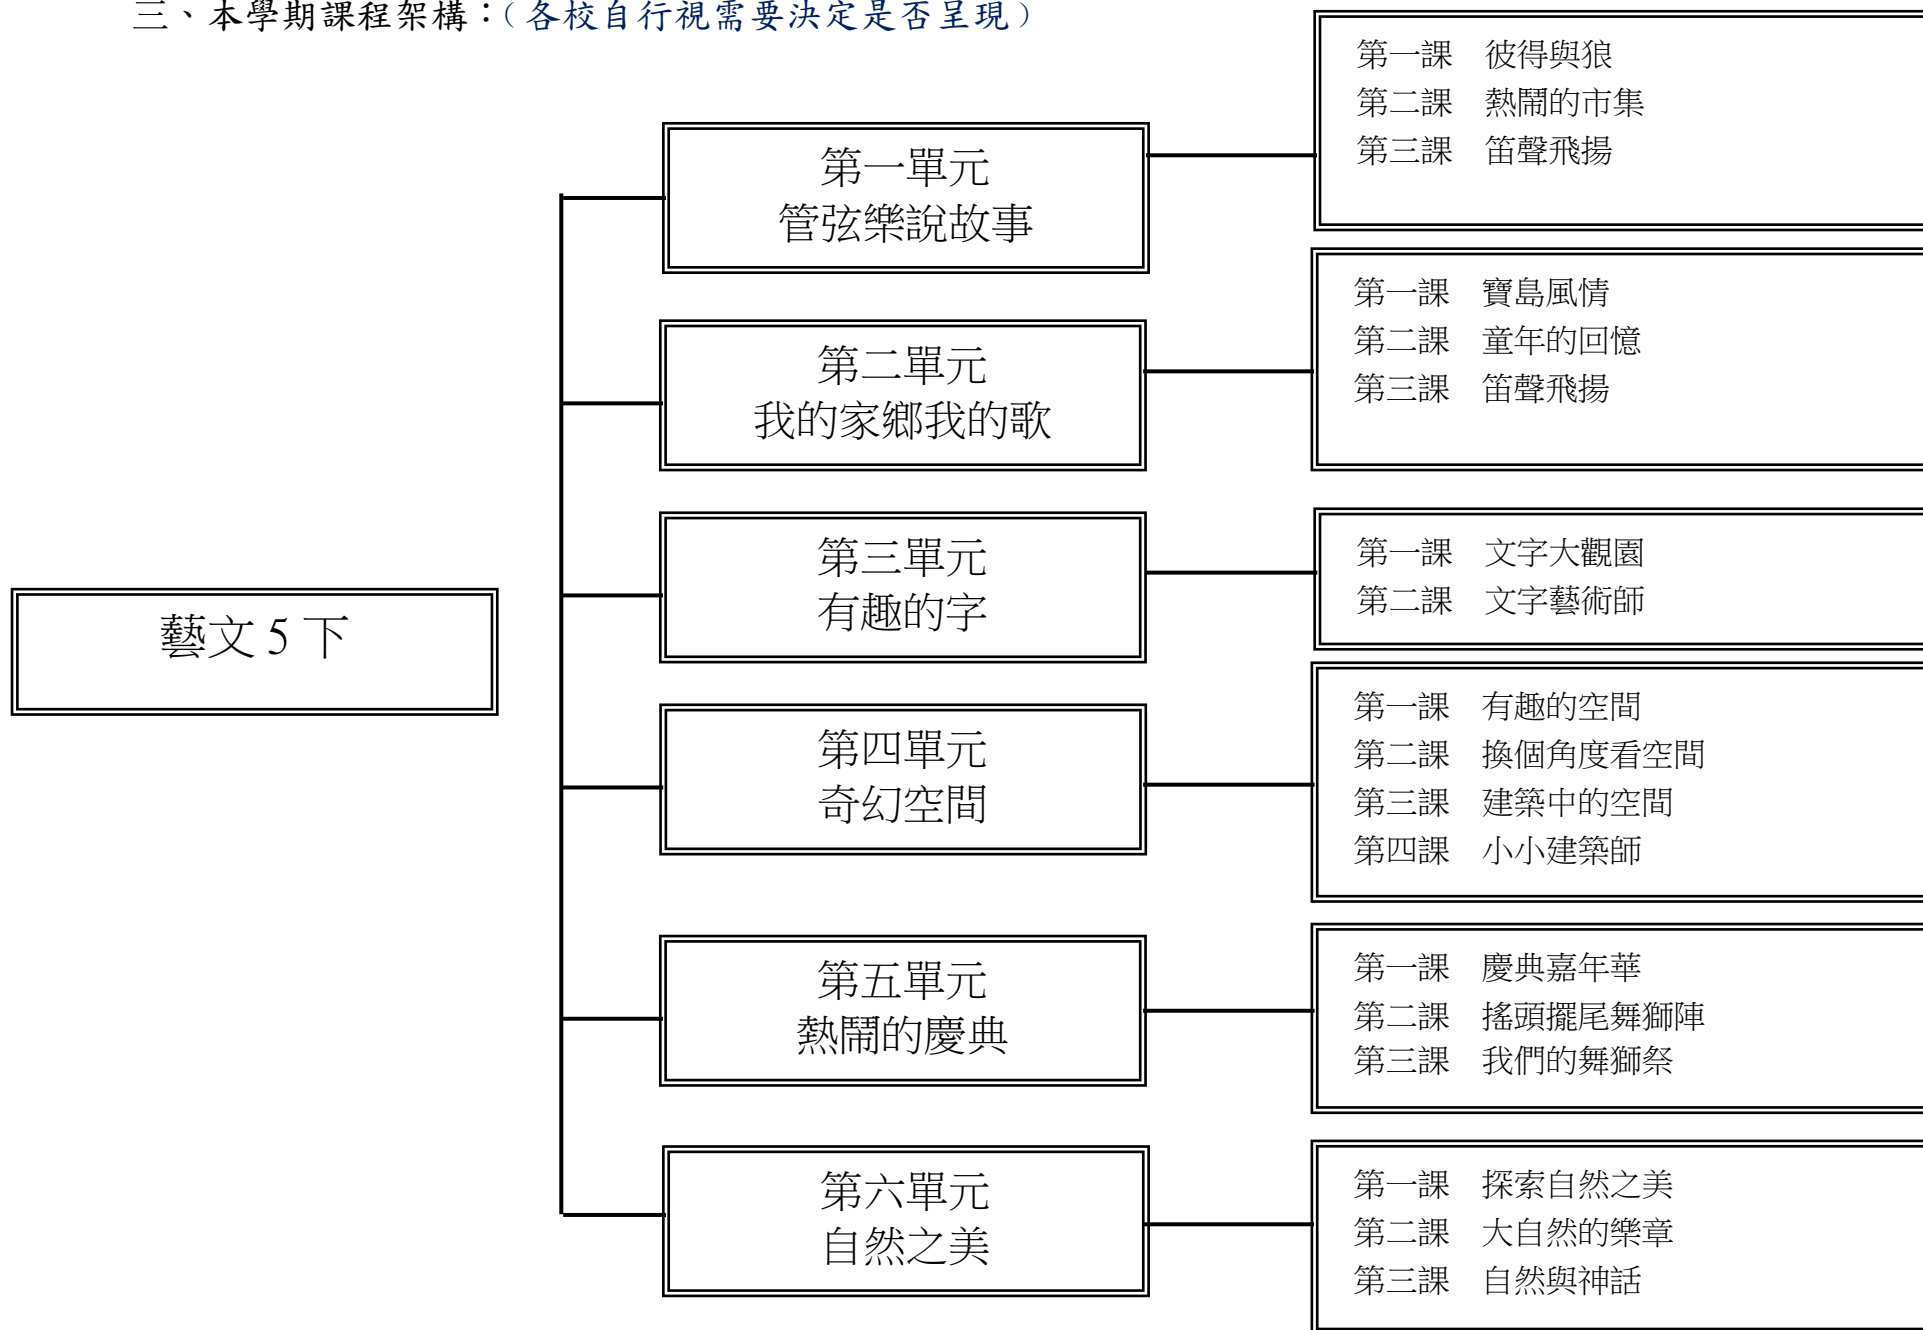 三、本學期課程架構：（各校自行視需要決定是否呈現）
藝文 5 下
第一單元
管弦樂說故事
第一課　彼得與狼
第二課　熱鬧的市集
第三課　笛聲飛揚
第二單元
我的家鄉我的歌
第一課　寶島風情
第二課　童年的回憶
第三課　笛聲飛揚
第三單元
有趣的字
第一課　文字大觀園
第二課　文字藝術師
第四單元
奇幻空間
第一課　有趣的空間
第二課　換個角度看空間
第三課　建築中的空間
第四課　小小建築師
第五單元
熱鬧的慶典
第一課　慶典嘉年華
第二課　搖頭擺尾舞獅陣
第三課　我們的舞獅祭
第六單元
自然之美
第一課　探索自然之美
第二課　大自然的樂章
第三課　自然與神話